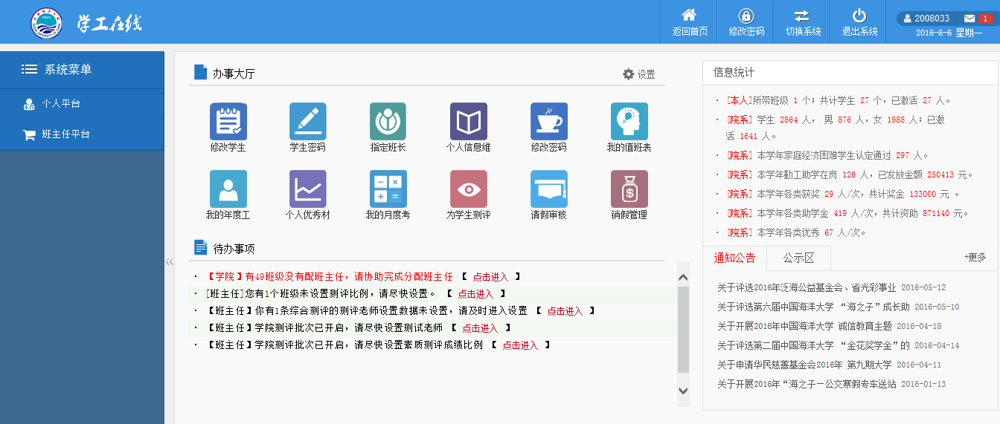 学工在线
返回首页
修改密码
切换系统
退出系统
2008033
1
2016-6-6 星期一
系统菜单
个人平台
班主任平台
办事大厅
设置
修改学生
学生密码
指定班长
个人信息维
修改密码
我的值班表
我的年度工
个人优秀材
我的月度考
为学生测评
请假审核
销假管理
待办事项
· 【学院】有49班级没有配班主任，请协助完成分配班主任 【 点击进入 】
· [班主任]您有1个班级未设置测评比例，请尽快设置。 【 点击进入 】
· 【班主任】你有1条综合测评的测评老师设置数据未设置，请及时进入设置 【 点击进入 】
· 【班主任】学院测评批次已开启，请尽快设置测试老师 【 点击进入 】
· 【班主任】学院测评批次已开启，请尽快设置素质测评成绩比例 【 点击进入 】
信息统计
· [本人]所带班级 1 个；共计学生 27 个，已激活 27 人。
· [院系] 学生 2864 人， 男 876 人，女 1988 人；已激
活 1641 人。
· [院系] 本学年家庭经济困难学生认定通过 297 人。
· [院系] 本学年勤工助学在岗 126 人，已发放金额 250413 元。
· [院系] 本学年各类获奖 29 人/次，共计奖金 133000 元 。
· [院系] 本学年各类助学金 419 人/次，共计资助 871140 元。
· [院系] 本学年各类优秀 67 人/次。
通知公告
公示区
+更多
关于评选2016年泛海公益基金会、省光彩事业 2016-05-12
关于评选第六届中国海洋大学 “海之子”成长助 2016-05-10
关于开展2016年中国海洋大学 诚信教育主题 2016-04-18
关于评选第二届中国海洋大学 “金花奖学金”的 2016-04-14
关于申请华民慈善基金会2016年 第九期大学 2016-04-11
关于开展2016年“海之子－公交寒假专车送站 2016-01-13